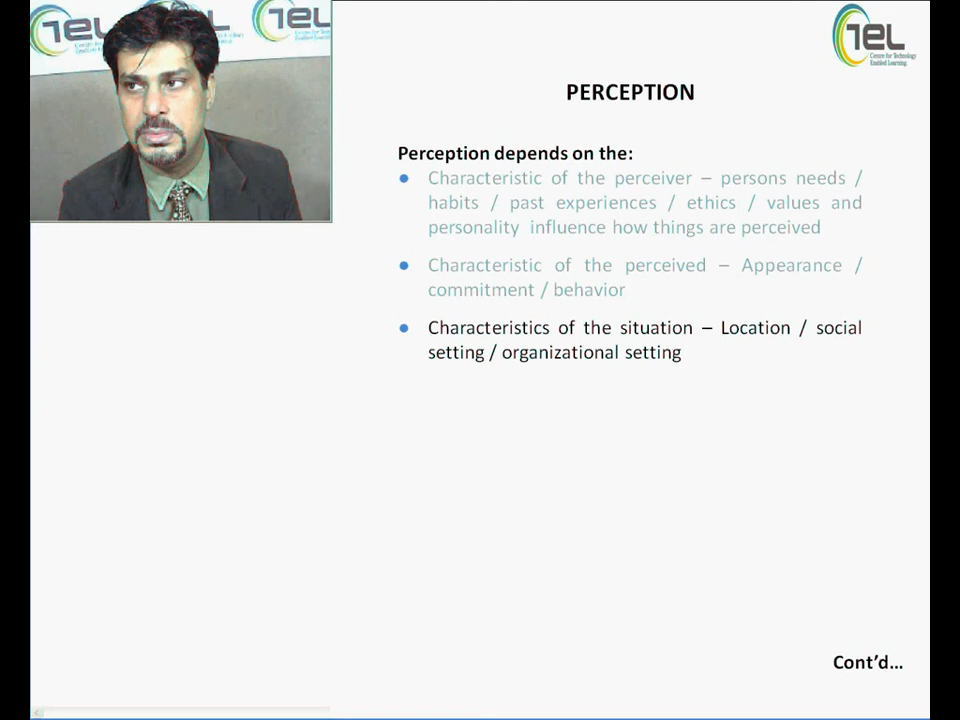 TEL
TEL
TEL
Centre for Technology
Enabled Learning
PERCEPTION
Perception depends on the:
● Characteristic of the perceiver – persons needs /
habits / past experiences / ethics / values and
personality influence how things are perceived
● Characteristic of the perceived – Appearance /
commitment / behavior
● Characteristics of the situation – Location / social
setting / organizational setting
Cont’d…